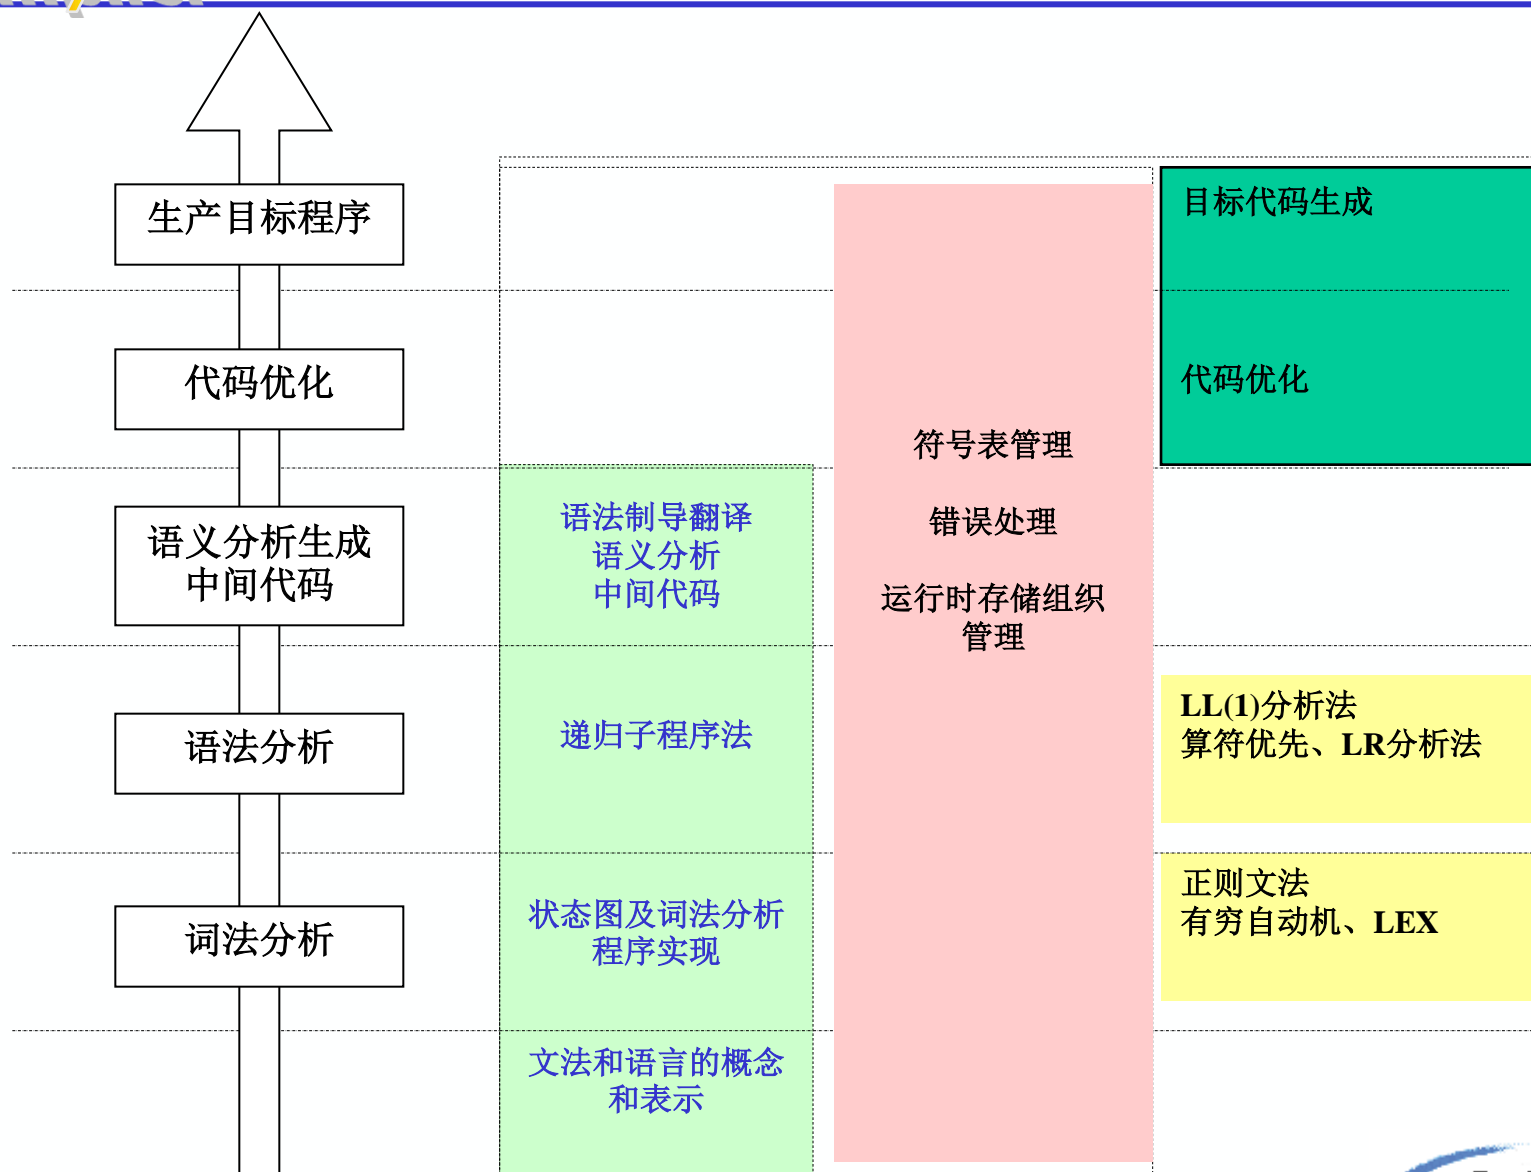 生产目标程序
目标代码生成
代码优化
代码优化
符号表管理
错误处理
运行时存储组织
管理
语义分析生成
中间代码
语法制导翻译
语义分析
中间代码
语法分析
递归子程序法
LL(1)分析法
算符优先、LR分析法
词法分析
状态图及词法分析
程序实现
正则文法
有穷自动机、LEX
文法和语言的概念
和表示